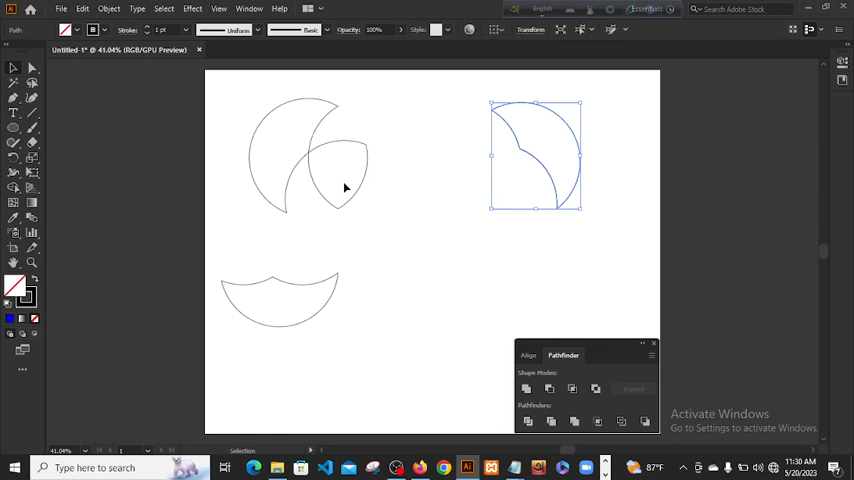 File Edit Object Type Select Effect View Window Help
English
Essentials
Search Adobe Stock
Path
Stroke: 1 pt Uniform Basic Opacity: 100% Style: Transform
Untitled-1* @ 41.04% (RGB/GPU Preview)
Align Pathfinder
Shape Modes:
Expand
Pathfinders:
Activate Windows
Go to Settings to activate Windows.
41.04% 1 Selection
Type here to search
87°F
11:30 AM
5/20/2023